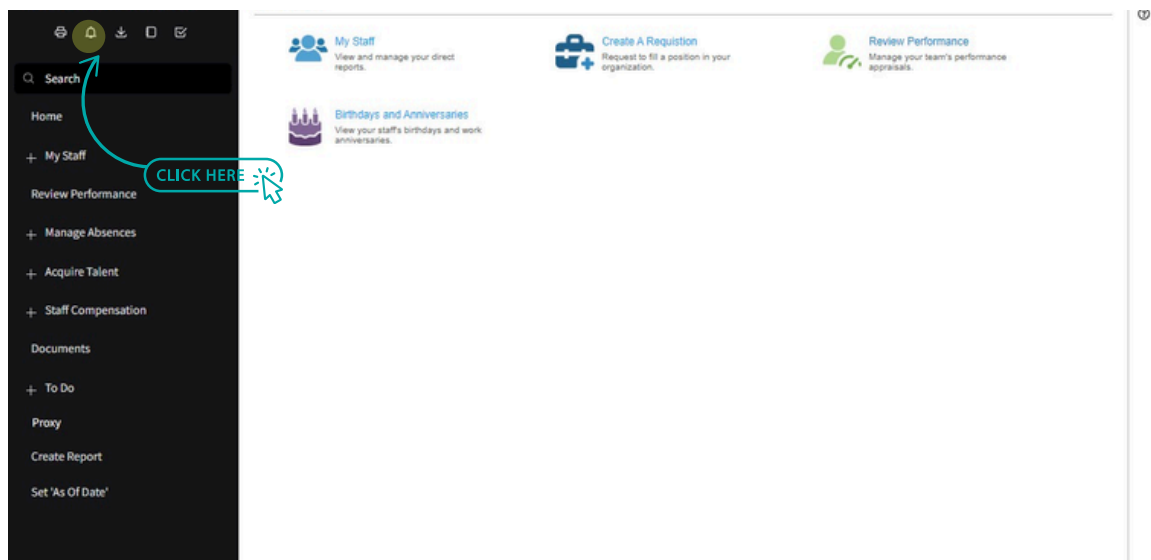 Search
Home
My Staff
Review Performance
Manage Absences
Acquire Talent
Staff Compensation
Documents
To Do
Proxy
Create Report
Set 'As Of Date'
CLICK HERE
My Staff
View and manage your direct
reports.
Create A Requistion
Request to fill a position in your
organization.
Review Performance
Manage your team's performance
appraisals.
Birthdays and Anniversaries
View your staff's birthdays and work
anniversaries.